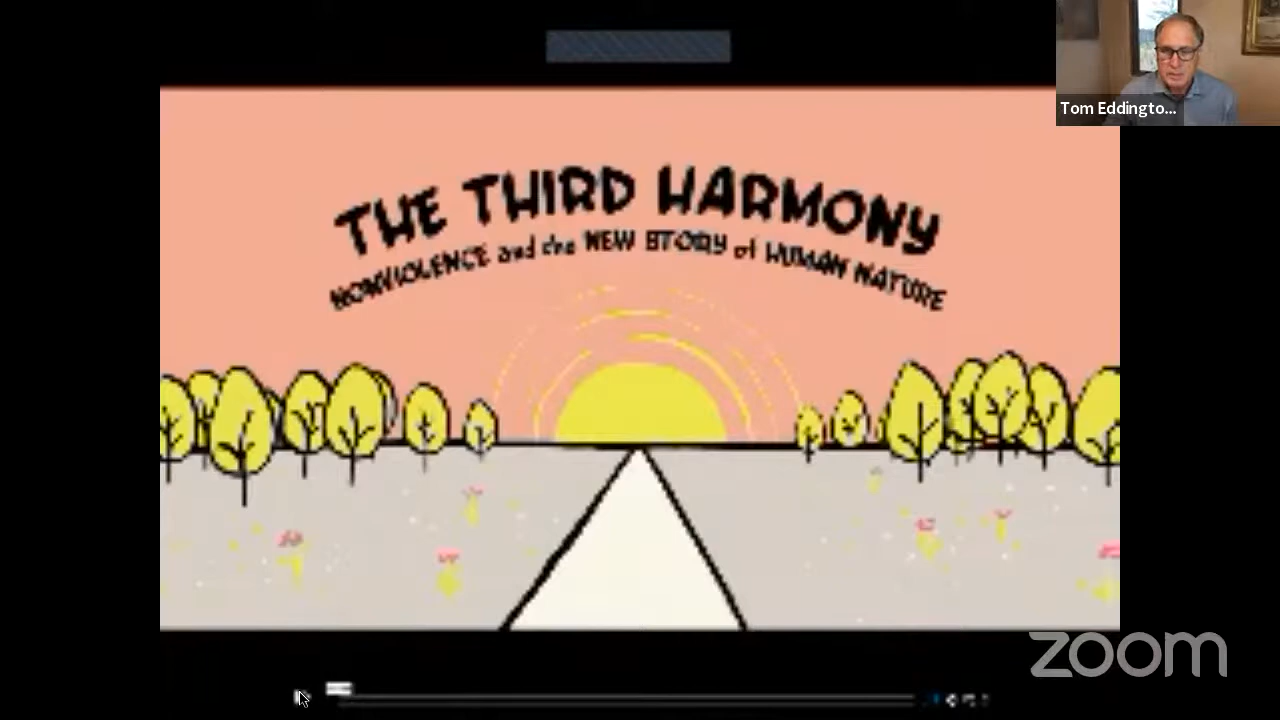 Tom Eddingto...
THE THIRD HARMONY
NONVIOLENCE and the NEW STORY of HUMAN NATURE
zoom